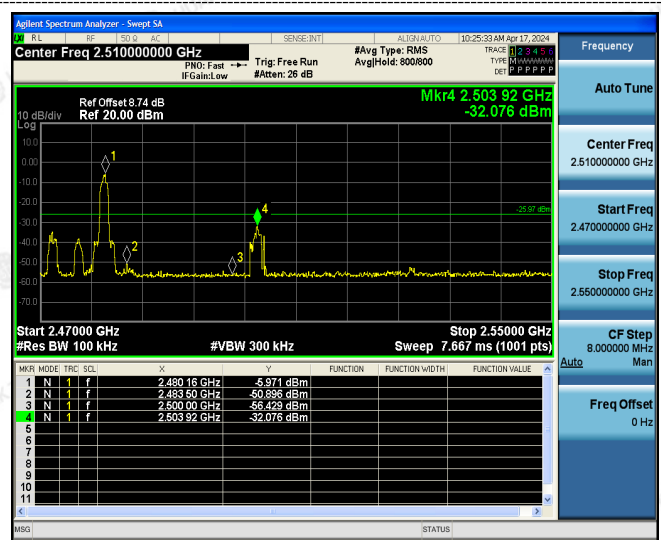 Agilent Spectrum Analyzer - Swept SA
LXI RL RF 50 Ω AC SENSE:INT ALIGN AUTO 10:25:33 AM Apr 17, 2024
Center Freq 2.510000000 GHz
PNO: Fast
IFGain:Low
Trig: Free Run
#Atten: 26 dB
#Avg Type: RMS
Avg|Hold: 800/800
TRACE 1 2 3 4 5 6
TYPE M
DET P P P P P P
Mkr4 2.503 92 GHz
-32.076 dBm
Ref Offset 8.74 dB
10 dB/div Ref 20.00 dBm
Log
10.0
0.00
-10.0
-20.0
-30.0
-40.0
-50.0
-60.0
-70.0
1
2
3
4
-25.97 dBm
Start 2.47000 GHz Stop 2.55000 GHz
#Res BW 100 kHz #VBW 300 kHz Sweep 7.667 ms (1001 pts)
MKR MODE TRC SCL X Y FUNCTION FUNCTION WIDTH FUNCTION VALUE
1 N 1 f 2.480 16 GHz -5.971 dBm
2 N 1 f 2.483 50 GHz -50.896 dBm
3 N 1 f 2.500 00 GHz -56.429 dBm
4 N 1 f 2.503 92 GHz -32.076 dBm
5
6
7
8
9
10
11
MSG STATUS
Frequency
Auto Tune
Center Freq
2.510000000 GHz
Start Freq
2.470000000 GHz
Stop Freq
2.550000000 GHz
CF Step
8.000000 MHz
Auto Man
Freq Offset
0 Hz